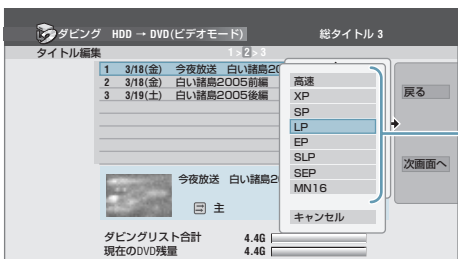 ダビング HDD → DVD(ビデオモード) 総タイトル 3
タイトル編集 1 > 2 > 3
1 3/18(金) 今夜放送 白い諸島20
2 3/18(金) 白い諸島2005前編
3 3/19(土) 白い諸島2005後編
高速
XP
SP
LP
EP
SLP
SEP
MN16
キャンセル
戻る
次画面へ
今夜放送 白い諸島2
主
ダビングリスト合計 4.4G
現在のDVD残量 4.4G